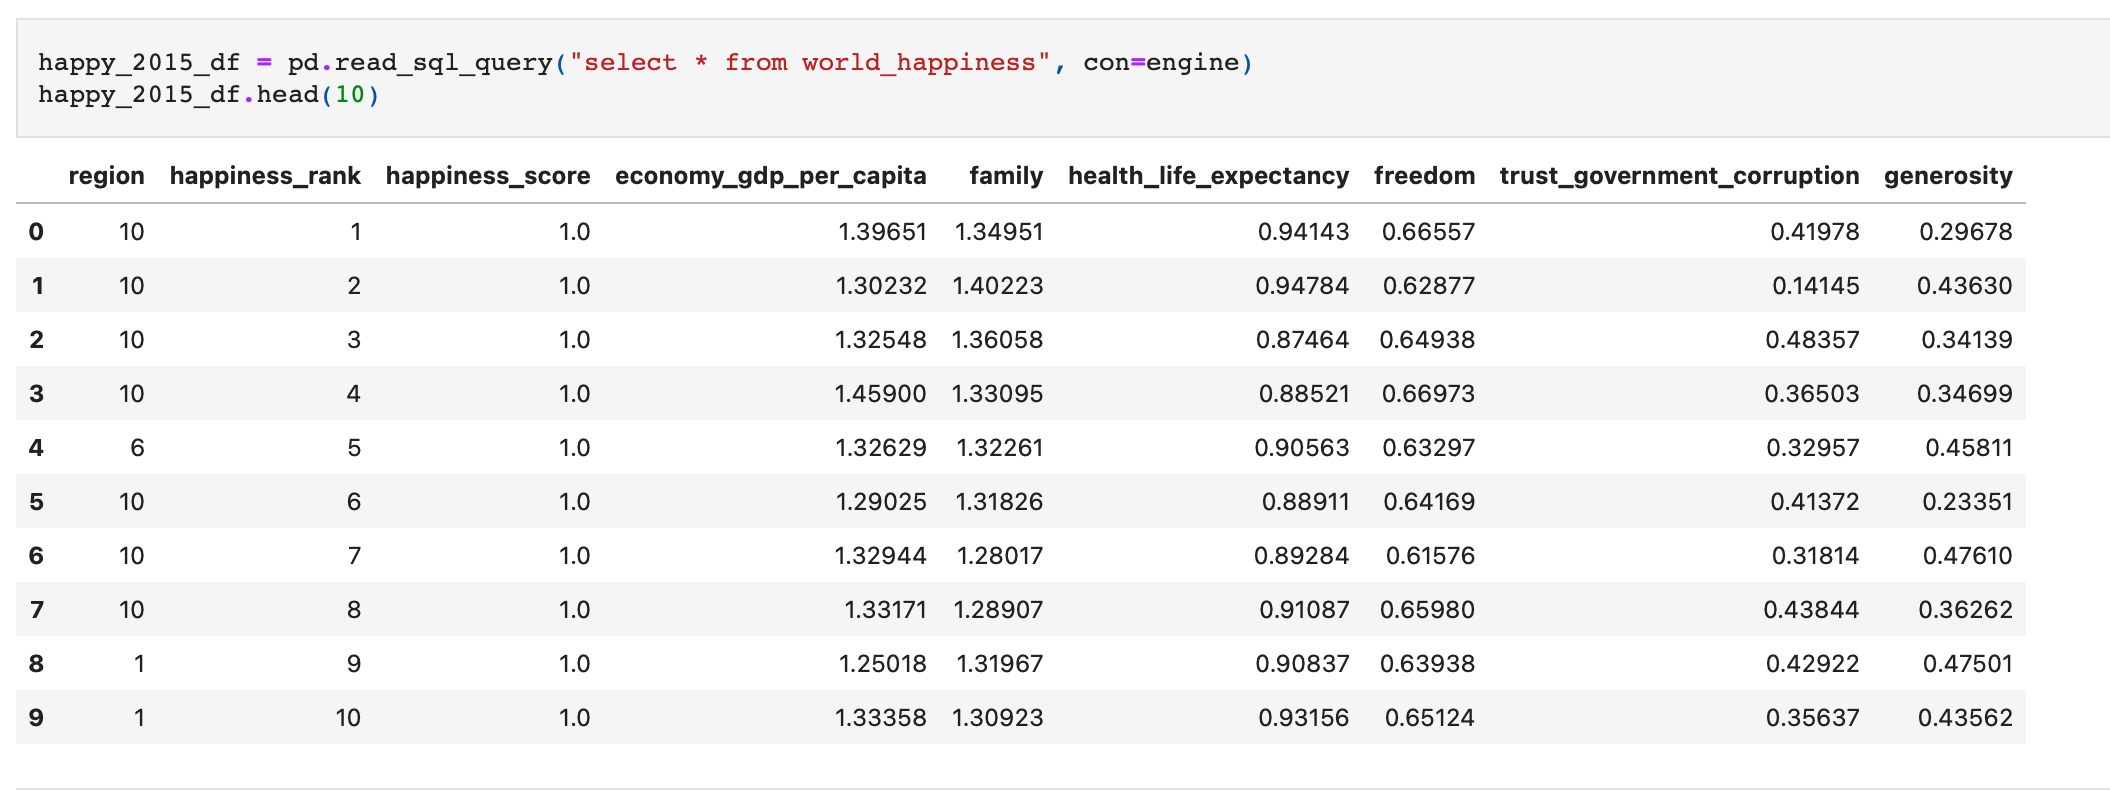 happy_2015_df = pd.read_sql_query("select * from world_happiness", con=engine)
happy_2015_df.head(10)
region happiness_rank happiness_score economy_gdp_per_capita family health_life_expectancy freedom trust_government_corruption generosity
0 10 1 1.0 1.39651 1.34951 0.94143 0.66557 0.41978 0.29678
1 10 2 1.0 1.30232 1.40223 0.94784 0.62877 0.14145 0.43630
2 10 3 1.0 1.32548 1.36058 0.87464 0.64938 0.48357 0.34139
3 10 4 1.0 1.45900 1.33095 0.88521 0.66973 0.36503 0.34699
4 6 5 1.0 1.32629 1.32261 0.90563 0.63297 0.32957 0.45811
5 10 6 1.0 1.29025 1.31826 0.88911 0.64169 0.41372 0.23351
6 10 7 1.0 1.32944 1.28017 0.89284 0.61576 0.31814 0.47610
7 10 8 1.0 1.33171 1.28907 0.91087 0.65980 0.43844 0.36262
8 1 9 1.0 1.25018 1.31967 0.90837 0.63938 0.42922 0.47501
9 1 10 1.0 1.33358 1.30923 0.93156 0.65124 0.35637 0.43562